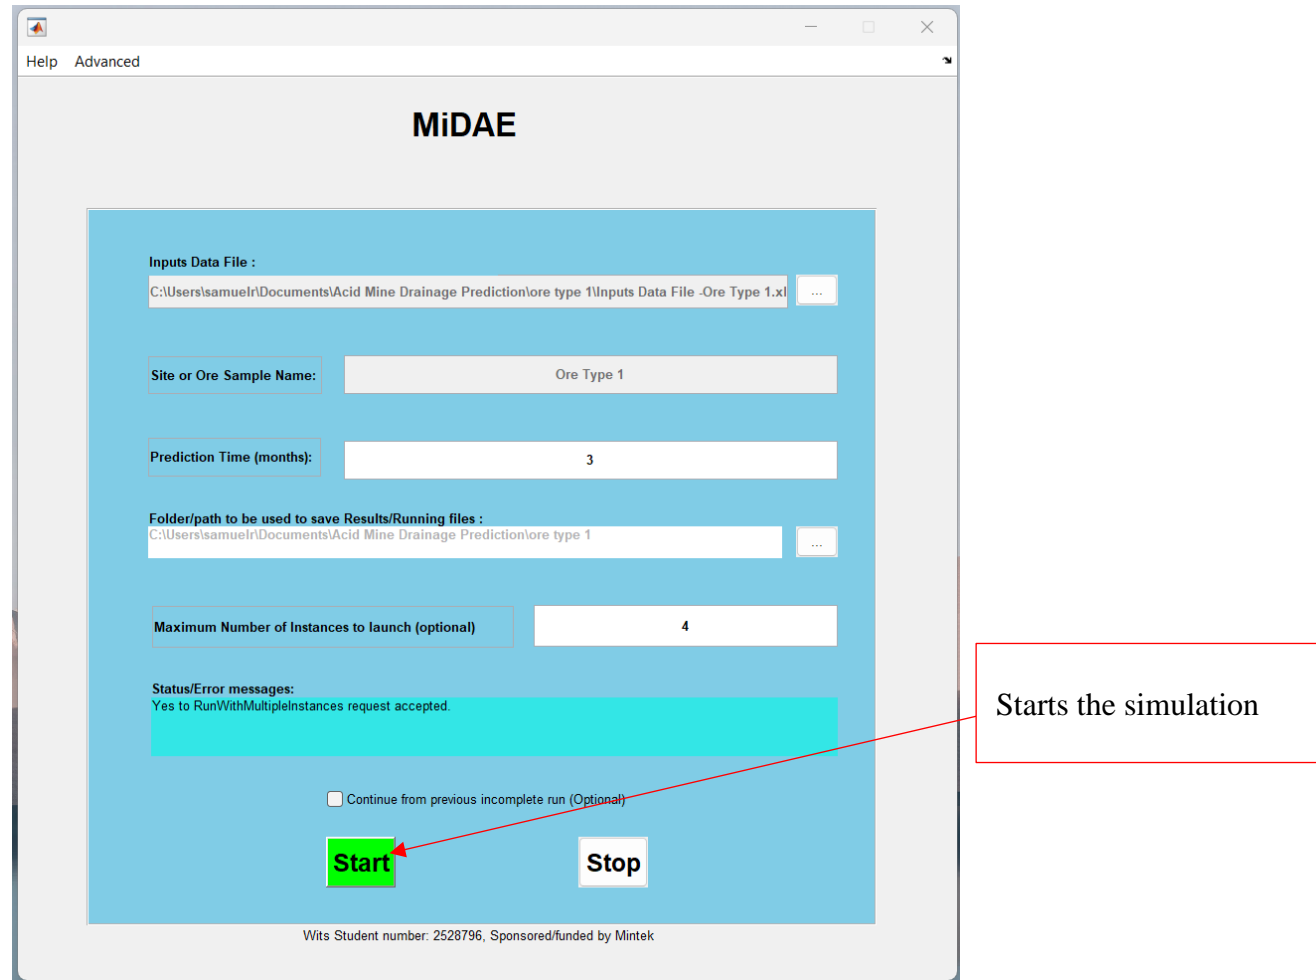 Help Advanced
MiDAE
Inputs Data File :
C:\Users\samuelr\Documents\Acid Mine Drainage Prediction\ore type 1\Inputs Data File -Ore Type 1.xl
...
Site or Ore Sample Name:
Ore Type 1
Prediction Time (months):
3
Folder/path to be used to save Results/Running files :
C:\Users\samuelr\Documents\Acid Mine Drainage Prediction\ore type 1
...
Maximum Number of Instances to launch (optional)
4
Status/Error messages:
Yes to RunWithMultipleInstances request accepted.
Starts the simulation
Continue from previous incomplete run (Optional)
Start
Stop
Wits Student number: 2528796, Sponsored/funded by Mintek